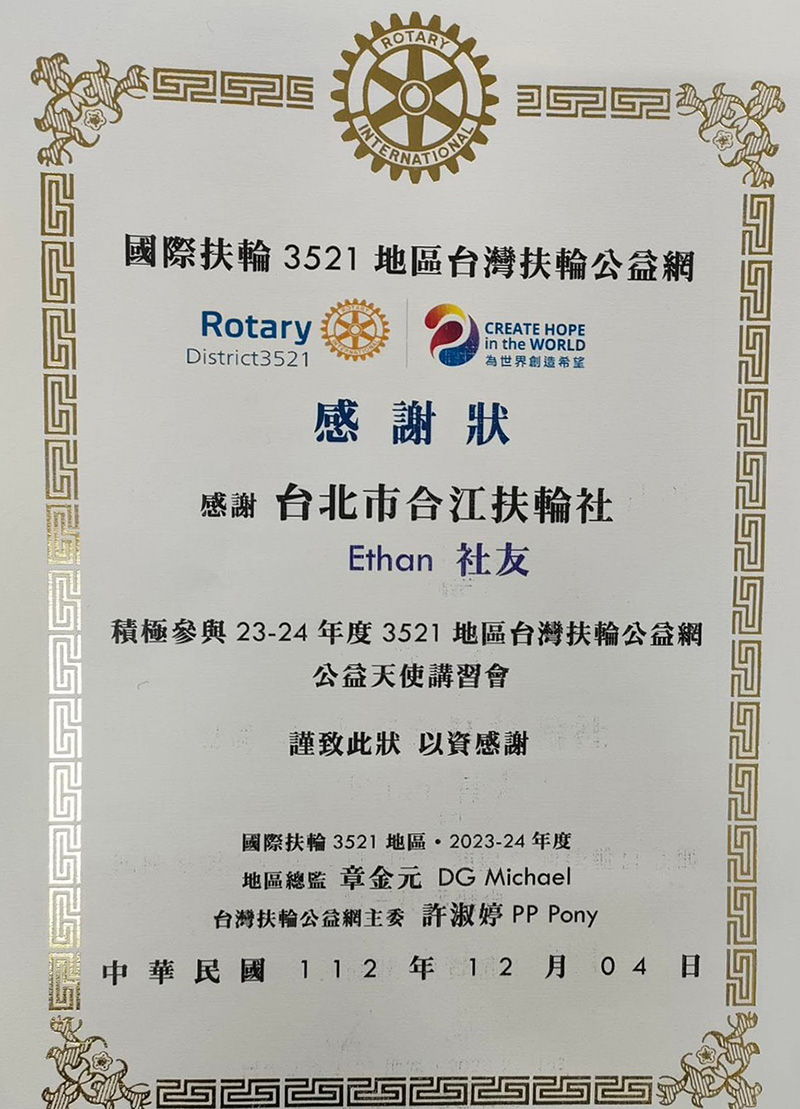 ROTARY
INTERNATIONAL
國際扶輪 3521 地區台灣扶輪公益網
Rotary
District3521
ROTARY
INTERNATIONAL
CREATE HOPE
in the WORLD
為世界創造希望
感謝狀
感謝 台北市合江扶輪社
Ethan 社友
積極參與 23-24 年度 3521 地區台灣扶輪公益網
公益天使講習會
謹致此狀 以資感謝
國際扶輪 3521 地區・2023-24 年度
地區總監 章金元 DG Michael
台灣扶輪公益網主委 許淑婷 PP Pony
中華民國 112 年 12 月 04 日